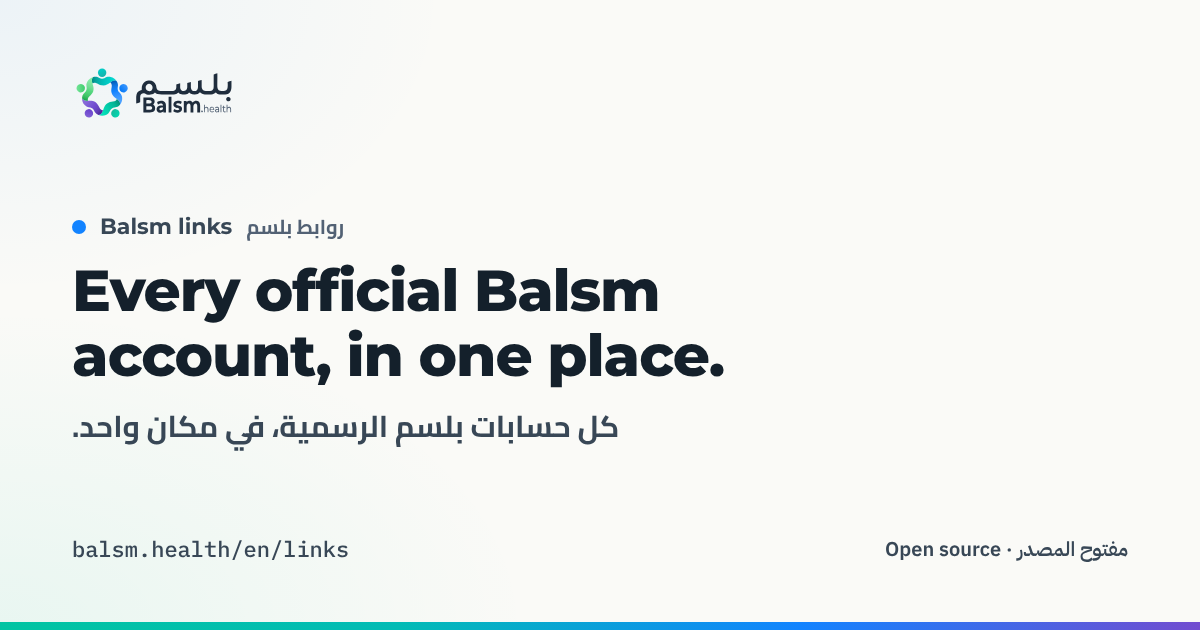 بلسم
Balsm.health
Balsm links روابط بلسم
Every official Balsm
account, in one place.
كل حسابات بلسم الرسمية، في مكان واحد.
balsm.health/en/links
Open source · مفتوح المصدر